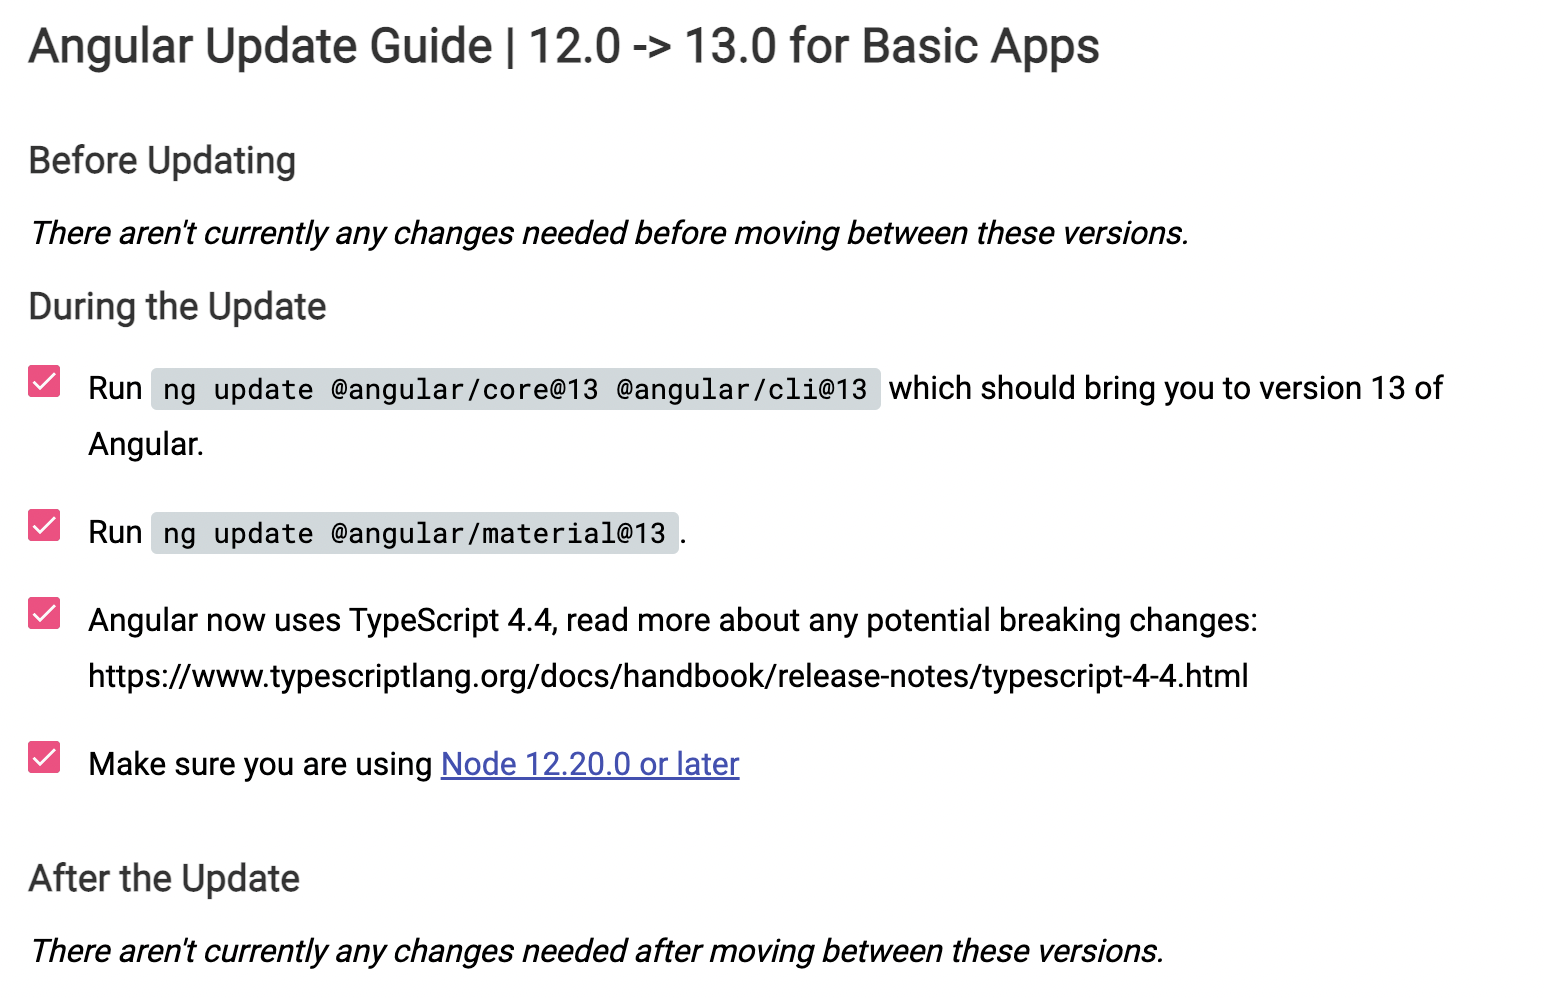 Angular Update Guide | 12.0 -> 13.0 for Basic Apps
Before Updating
There aren't currently any changes needed before moving between these versions.
During the Update
Run ng update @angular/core@13 @angular/cli@13 which should bring you to version 13 of
Angular.
Run ng update @angular/material@13.
Angular now uses TypeScript 4.4, read more about any potential breaking changes:
https://www.typescriptlang.org/docs/handbook/release-notes/typescript-4-4.html
Make sure you are using Node 12.20.0 or later
After the Update
There aren't currently any changes needed after moving between these versions.